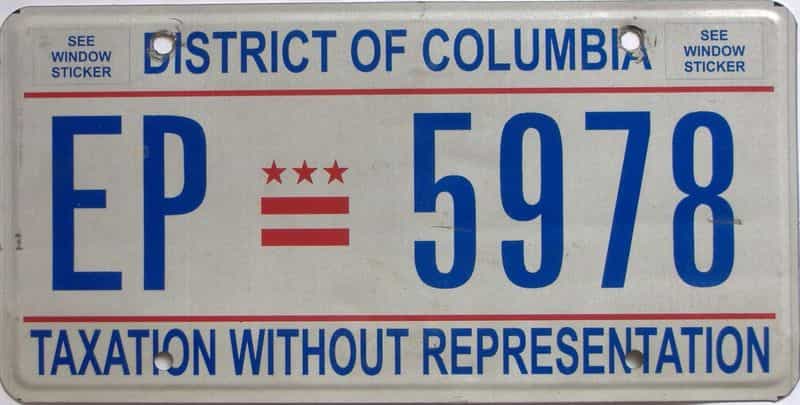 SEE
WINDOW
STICKER
DISTRICT OF COLUMBIA
SEE
WINDOW
STICKER
EP 5978
TAXATION WITHOUT REPRESENTATION